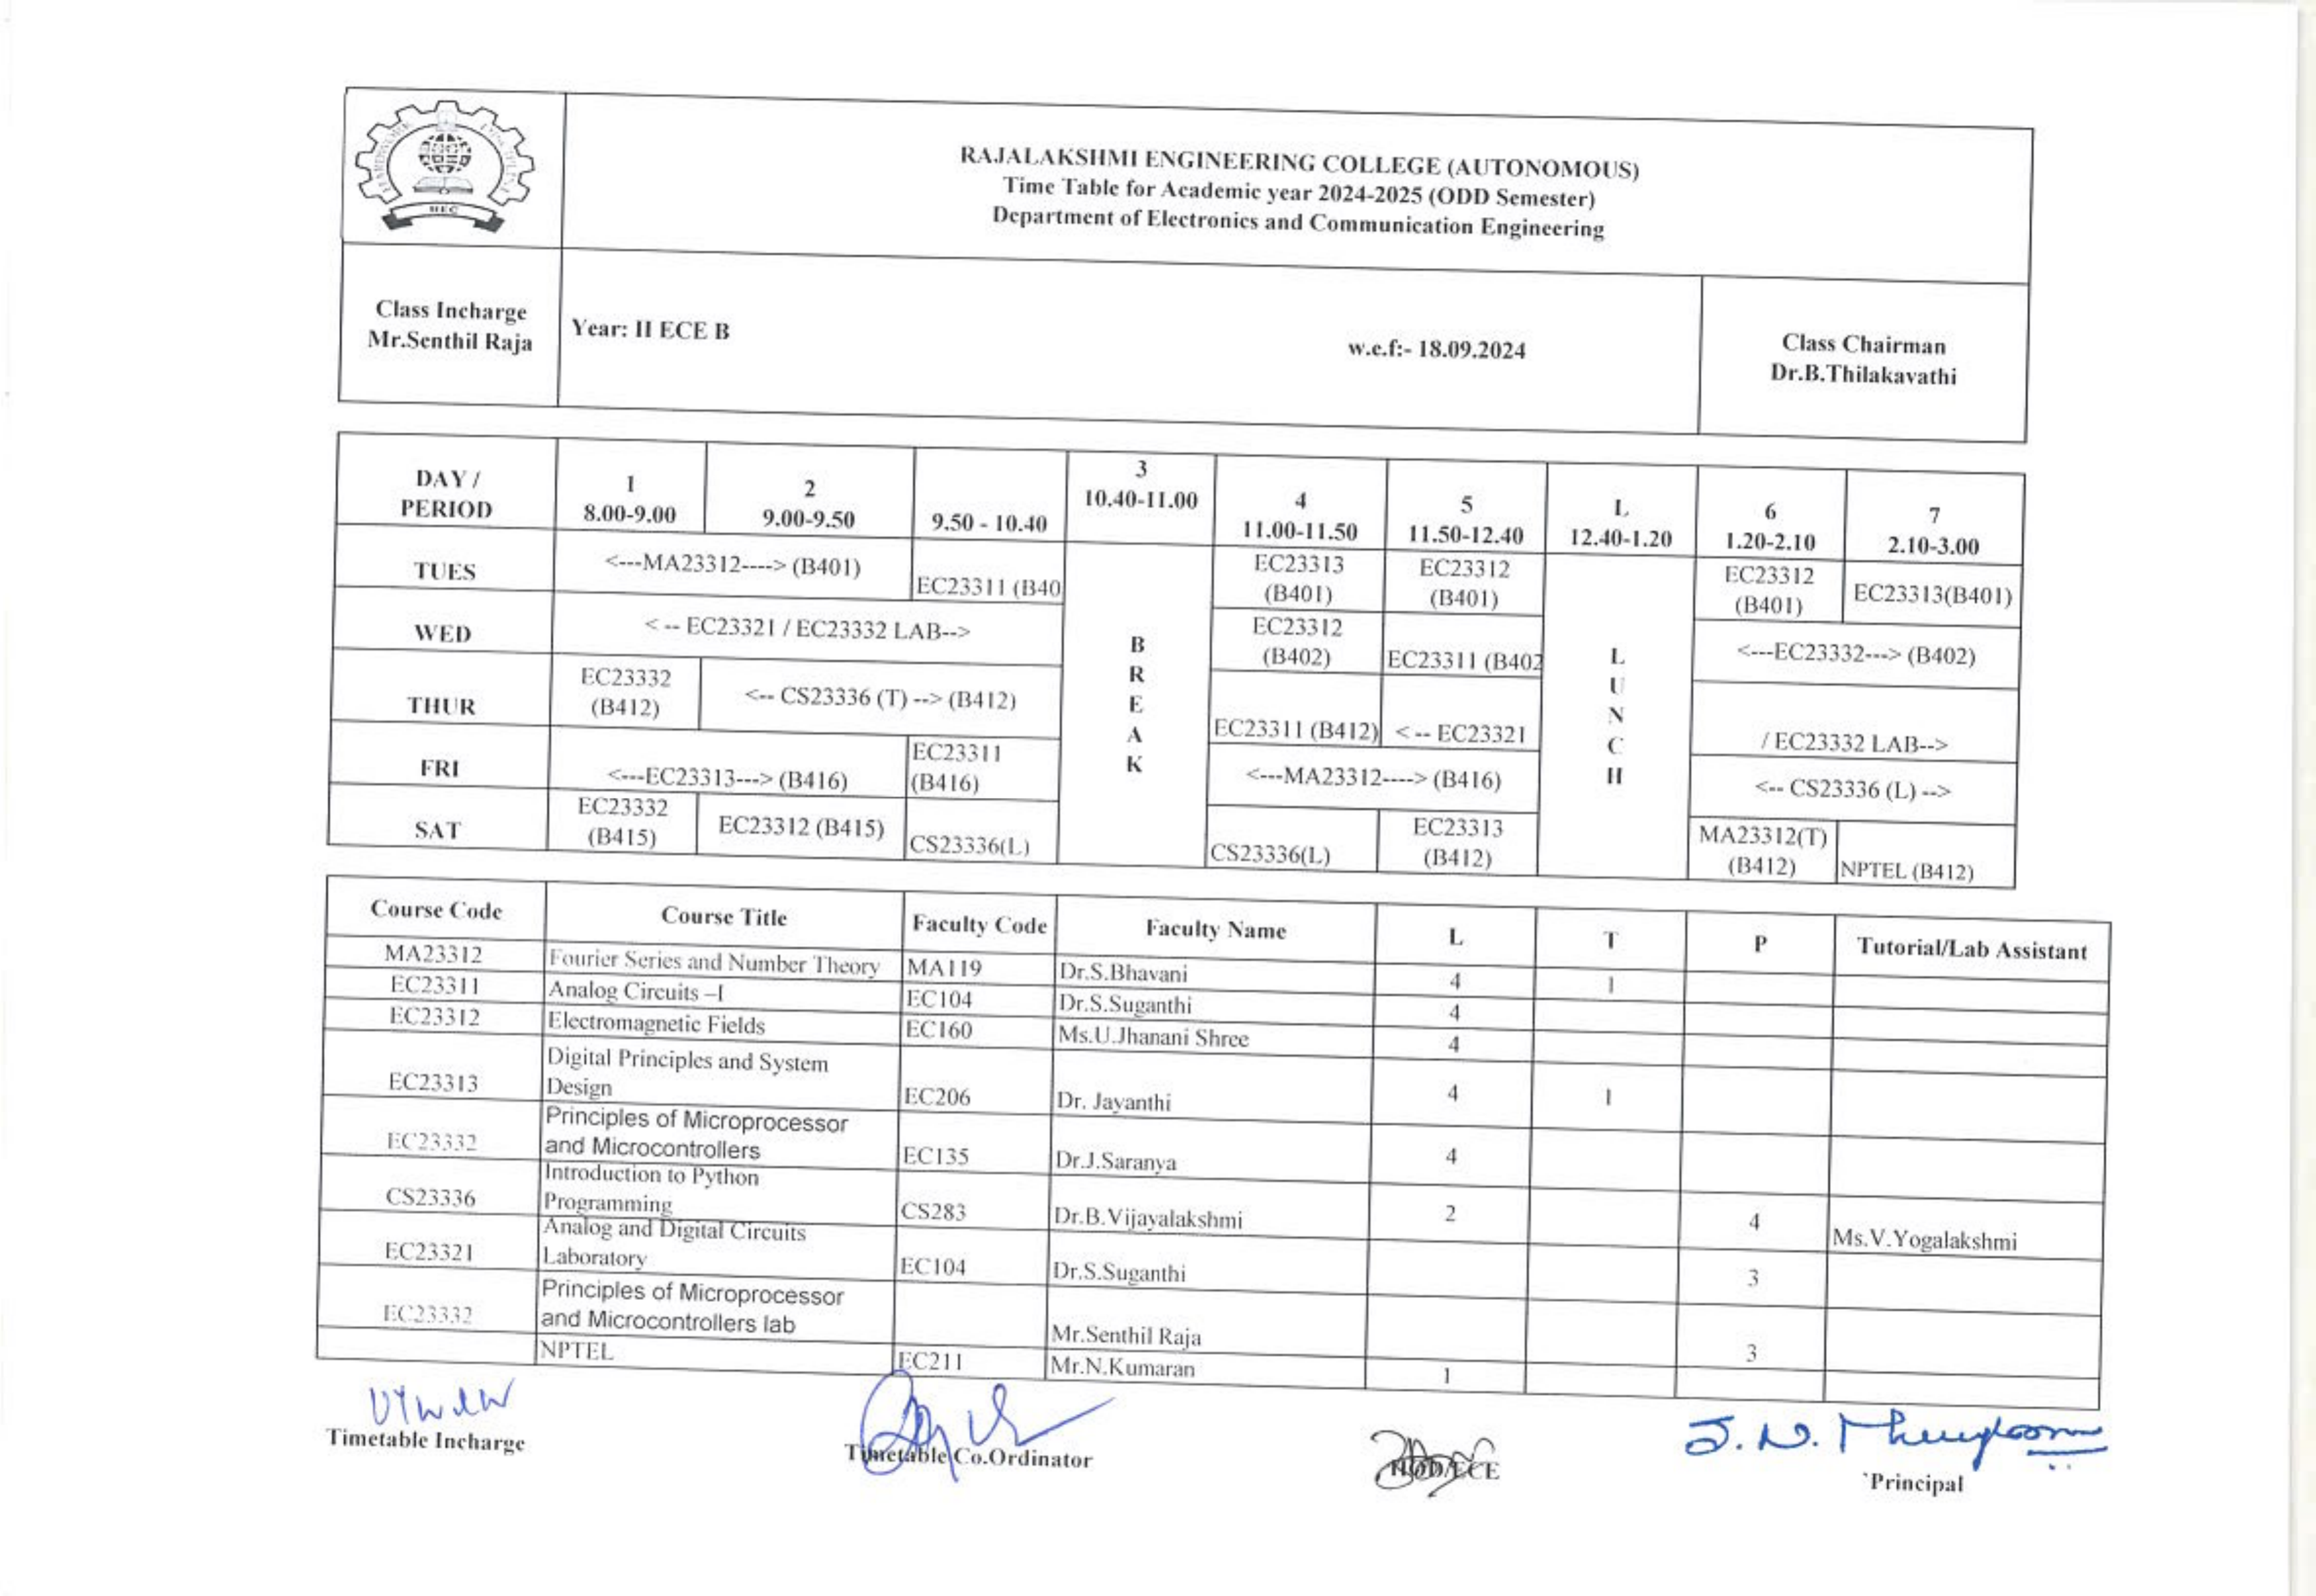 REC
RAJALAKSHMI ENGINEERING COLLEGE (AUTONOMOUS)
Time Table for Academic year 2024-2025 (ODD Semester)
Department of Electronics and Communication Engineering
Class Incharge
Mr.Senthil Raja
Year: II ECE B
w.e.f:- 18.09.2024
Class Chairman
Dr.B.Thilakavathi
DAY /
PERIOD
1
8.00-9.00
2
9.00-9.50
9.50 - 10.40
3
10.40-11.00
4
11.00-11.50
5
11.50-12.40
L
12.40-1.20
6
1.20-2.10
7
2.10-3.00
TUES
<---MA23312----> (B401)
EC23311 (B40
EC23313
(B401)
EC23312
(B401)
EC23312
(B401)
EC23313(B401)
WED
< -- EC23321 / EC23332 LAB-->
EC23312
(B402)
EC23311 (B402
<---EC23332---> (B402)
THUR
EC23332
(B412)
<-- CS23336 (T) --> (B412)
EC23311 (B412)
< -- EC23321
/ EC23332 LAB-->
FRI
<---EC23313---> (B416)
EC23311
(B416)
<---MA23312----> (B416)
<-- CS23336 (L) -->
SAT
EC23332
(B415)
EC23312 (B415)
CS23336(L)
CS23336(L)
EC23313
(B412)
MA23312(T)
(B412)
NPTEL (B412)
B
R
E
A
K
L
U
N
C
H
Course Code
Course Title
Faculty Code
Faculty Name
L
T
P
Tutorial/Lab Assistant
MA23312
Fourier Series and Number Theory
MA119
Dr.S.Bhavani
4
1
EC23311
Analog Circuits –I
EC104
Dr.S.Suganthi
4
EC23312
Electromagnetic Fields
EC160
Ms.U.Jhanani Shree
4
EC23313
Digital Principles and System
Design
EC206
Dr. Jayanthi
4
1
EC23332
Principles of Microprocessor
and Microcontrollers
EC135
Dr.J.Saranya
4
CS23336
Introduction to Python
Programming
CS283
Dr.B.Vijayalakshmi
2
4
Ms.V.Yogalakshmi
EC23321
Analog and Digital Circuits
Laboratory
EC104
Dr.S.Suganthi
3
EC23332
Principles of Microprocessor
and Microcontrollers lab
Mr.Senthil Raja
3
NPTEL
EC211
Mr.N.Kumaran
1
Timetable Incharge
Timetable Co.Ordinator
HOD/ECE
`Principal